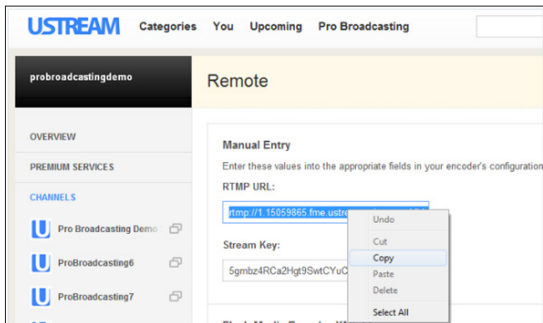 USTREAM Categories You Upcoming Pro Broadcasting
probroadcastingdemo
Remote
OVERVIEW
PREMIUM SERVICES
CHANNELS
Pro Broadcasting Demo
ProBroadcasting6
ProBroadcasting7
Manual Entry
Enter these values into the appropriate fields in your encoder's configuration
RTMP URL:
rtmp://1.15059865.fme.ustre
Stream Key:
5gmbz4RCa2Hgt9SwtCYuC
Undo
Cut
Copy
Paste
Delete
Select All